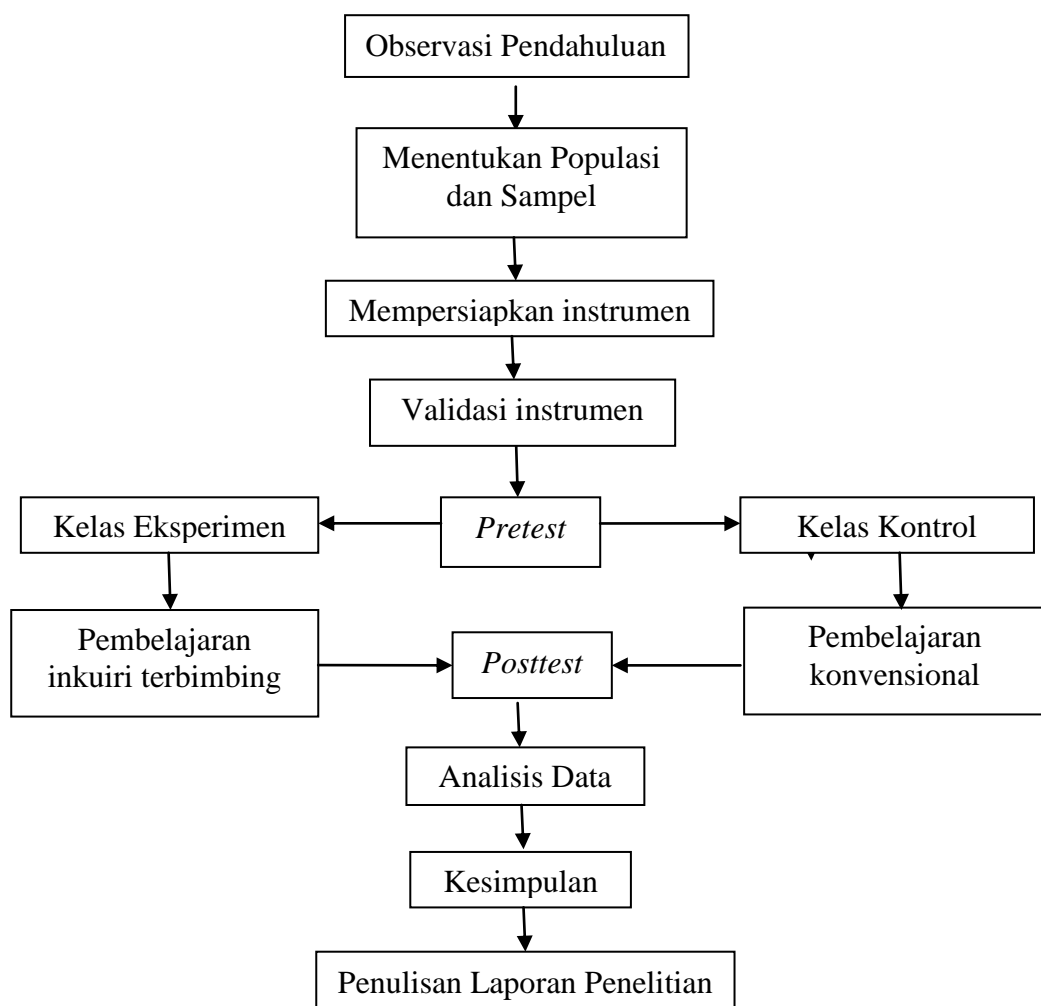 Observasi Pendahuluan
Menentukan Populasi
dan Sampel
Mempersiapkan instrumen
Validasi instrumen
Kelas Eksperimen
Pretest
Kelas Kontrol
Pembelajaran
inkuiri terbimbing
Posttest
Pembelajaran
konvensional
Analisis Data
Kesimpulan
Penulisan Laporan Penelitian